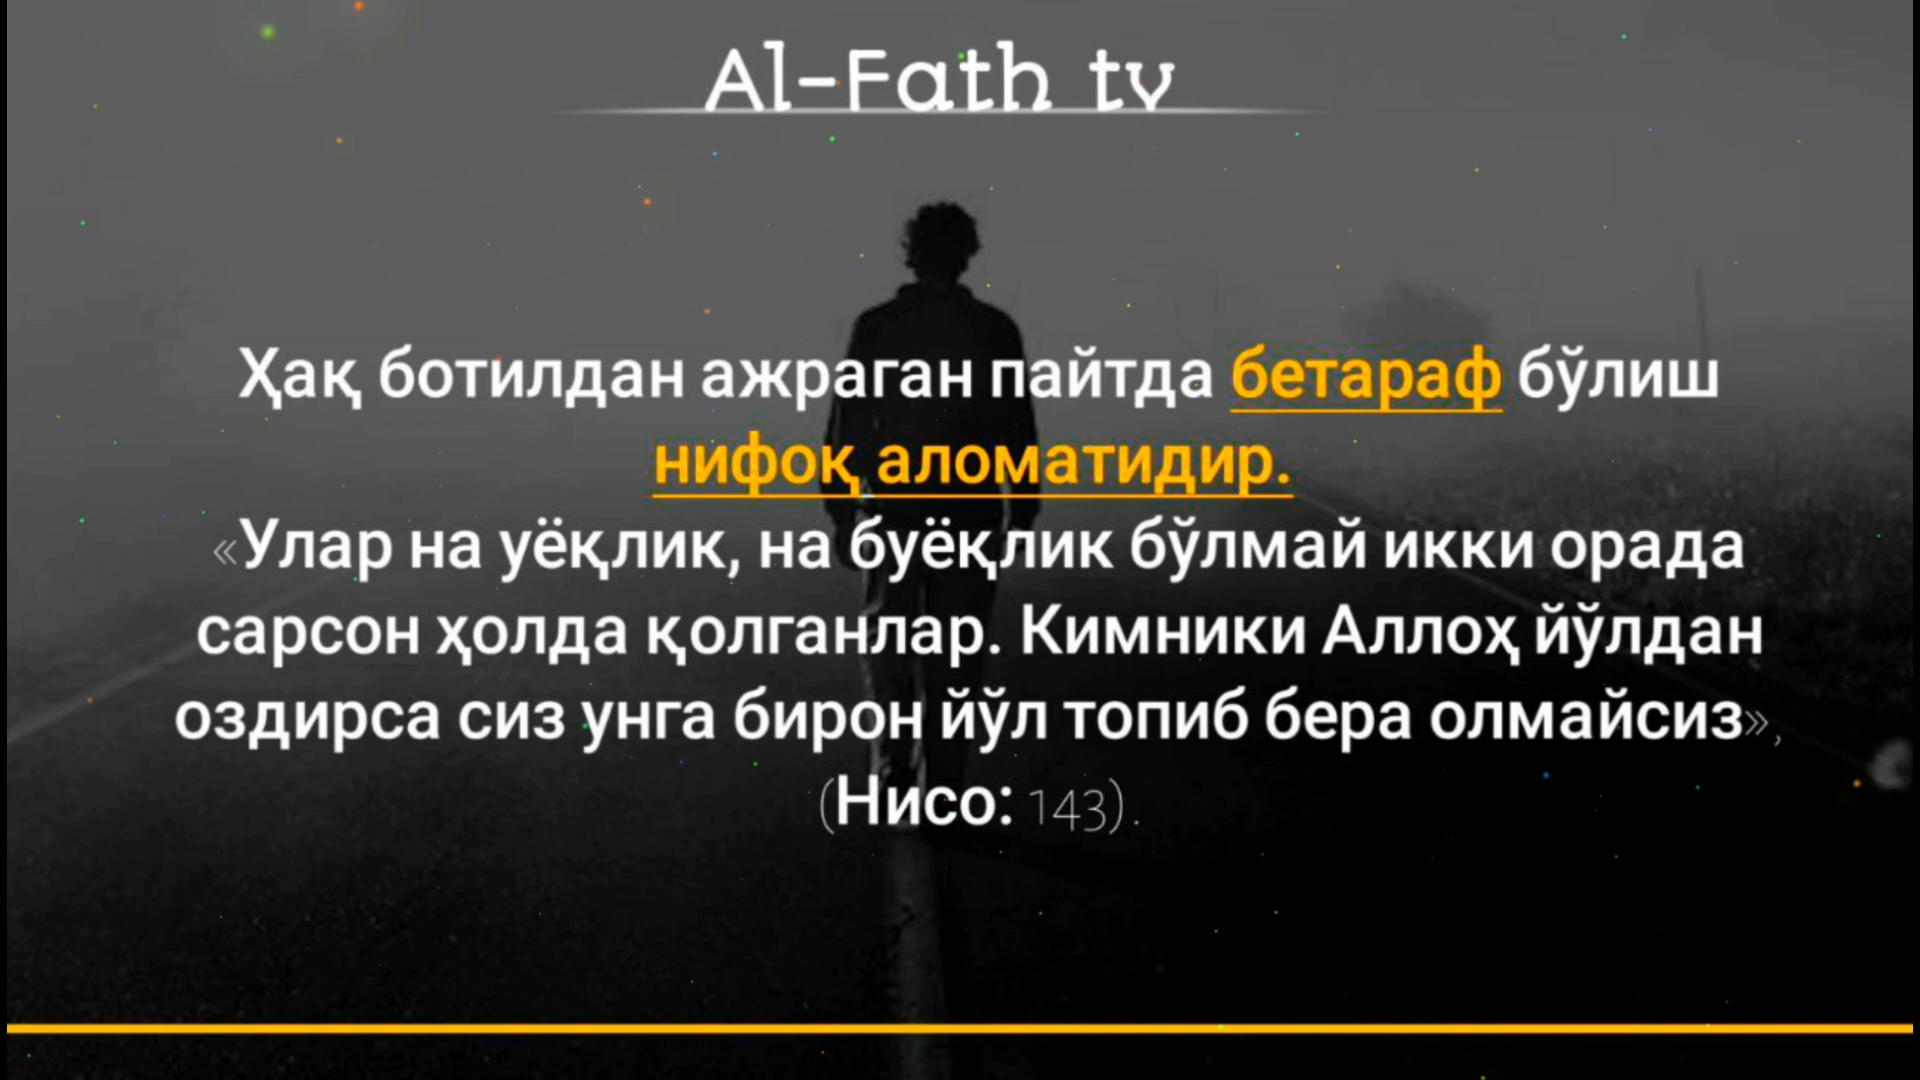 Al-Fath tv
Ҳақ ботилдан ажраган пайтда бетараф бўлиш
нифоқ аломатидир.
«Улар на уёқлик, на буёқлик бўлмай икки орада
сарсон ҳолда қолганлар. Кимники Аллоҳ йўлдан
оздирса сиз унга бирон йўл топиб бера олмайсиз»,
(Нисо: 143).